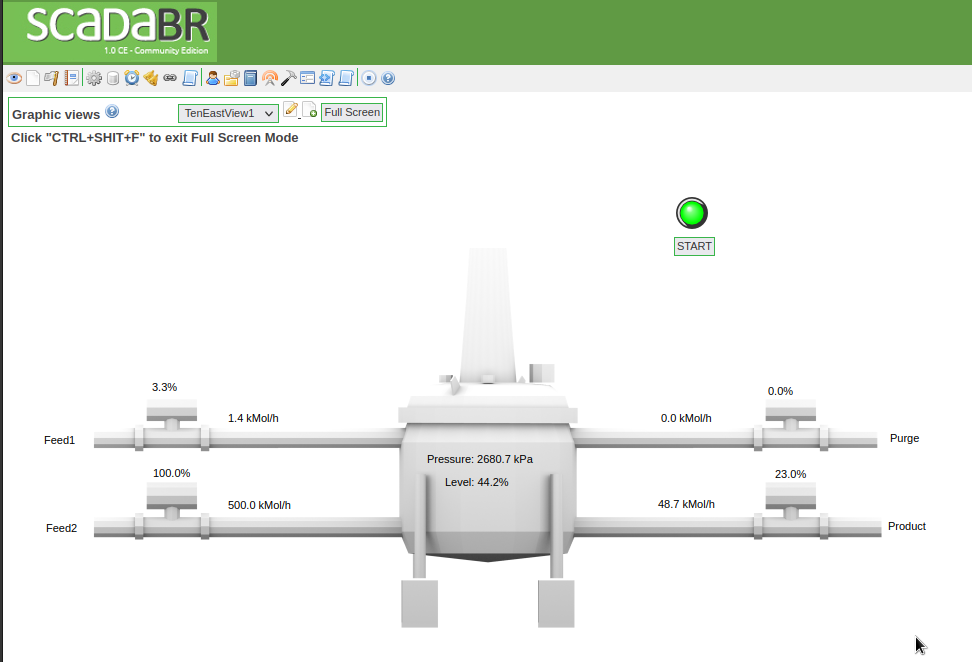 SCADABR
1.0 CE - Community Edition
Graphic views
TenEastView1
Full Screen
Click "CTRL+SHIT+F" to exit Full Screen Mode
START
3.3%
0.0%
1.4 kMol/h
0.0 kMol/h
Feed1
Purge
Pressure: 2680.7 kPa
100.0%
23.0%
Level: 44.2%
500.0 kMol/h
48.7 kMol/h
Feed2
Product